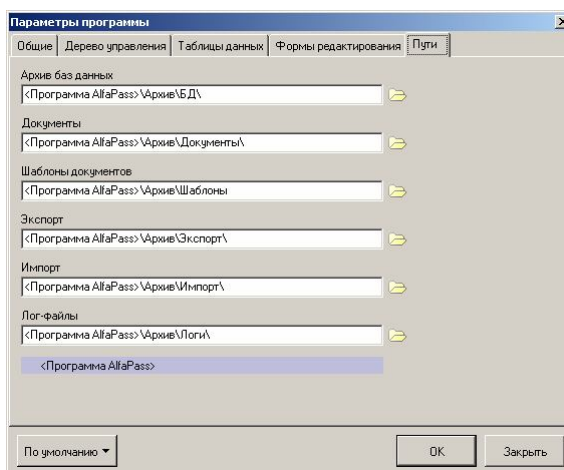 Параметры программы
Общие Дерево управления Таблицы данных Формы редактирования Пути
Архив баз данных
<Программа AlfaPass>\Архив\БД\
Документы
<Программа AlfaPass>\Архив\Документы\
Шаблоны документов
<Программа AlfaPass>\Архив\Шаблоны
Экспорт
<Программа AlfaPass>\Архив\Экспорт\
Импорт
<Программа AlfaPass>\Архив\Импорт\
Лог-файлы
<Программа AlfaPass>\Архив\Логи\
<Программа AlfaPass>
По умолчанию OK Закрыть